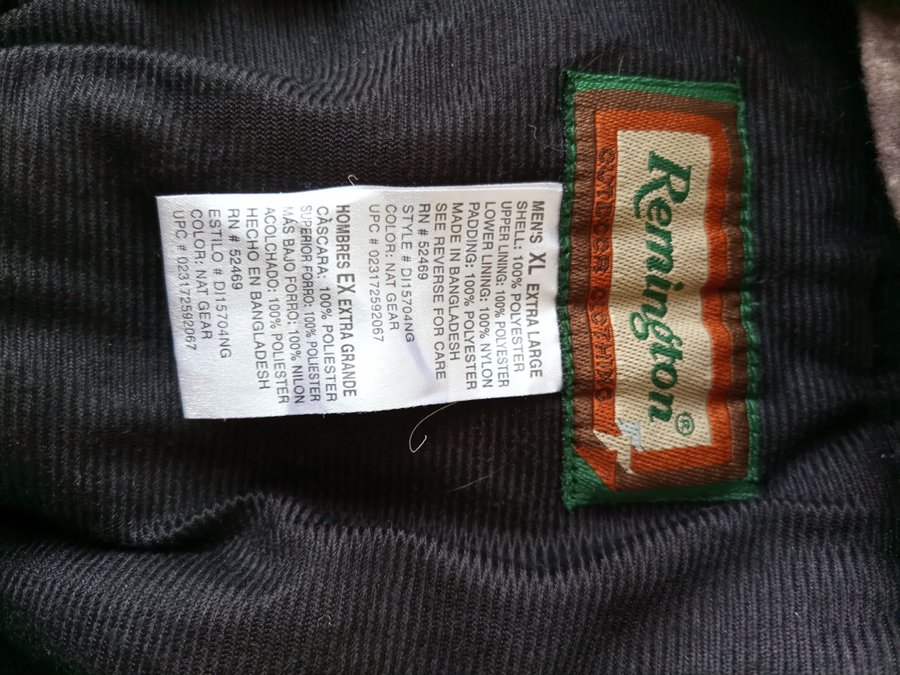 Remington®
OUTDOOR CLOTHING
MEN'S XL EXTRA LARGE
SHELL: 100% POLYESTER
UPPER LINING: 100% POLYESTER
LOWER LINING: 100% NYLON
PADDING: 100% POLYESTER
MADE IN BANGLADESH
SEE REVERSE FOR CARE
RN # 52469
STYLE # DI15704NG
COLOR: NAT GEAR
UPC # 023172592067
HOMBRES EX EXTRA GRANDE
CÁSCARA: 100% POLIESTER
SUPERIOR FORRO: 100% POLIESTER
MÁS BAJO FORRO: 100% NILON
ACOLCHADO: 100% POLIESTER
HECHO EN BANGLADESH
RN # 52469
ESTILO # DI15704NG
COLOR: NAT GEAR
UPC # 023172592067